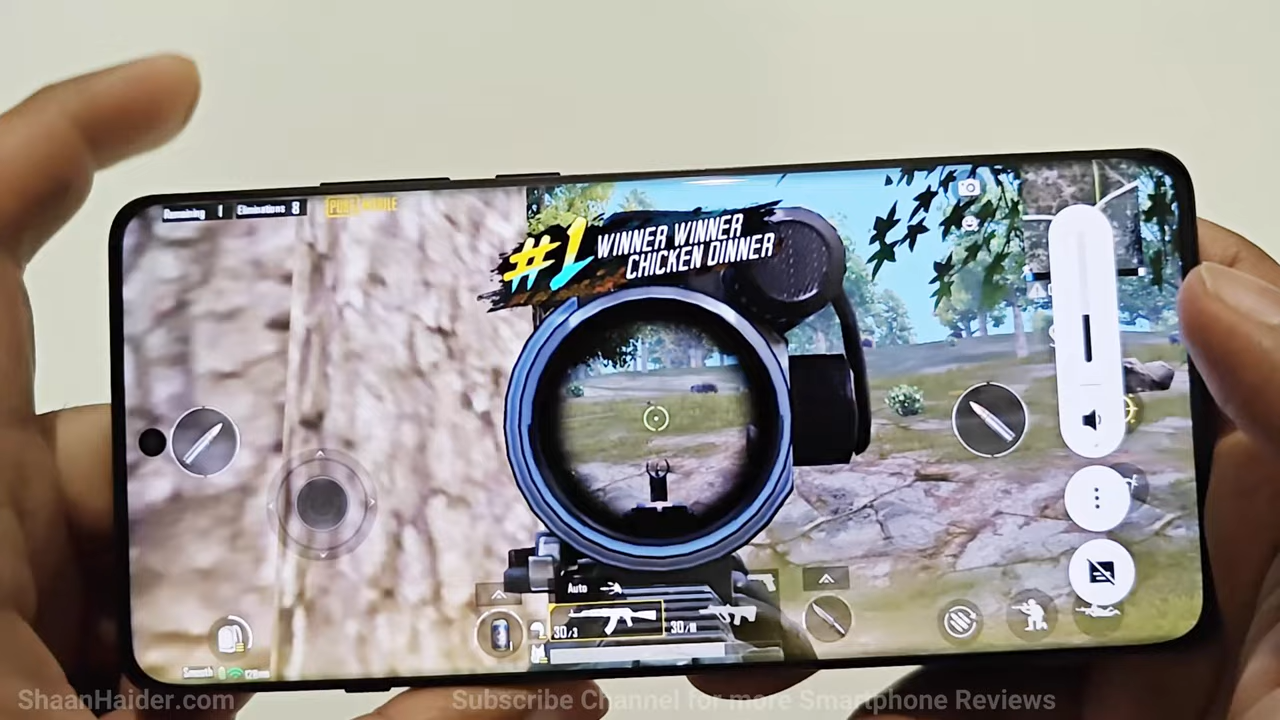 Remaining 1 Eliminations 8
PUBG MOBILE
#1 WINNER WINNER
CHICKEN DINNER
Auto
30/3
30/
Smooth
ShaanHaider.com
Subscribe Channel for more Smartphone Reviews